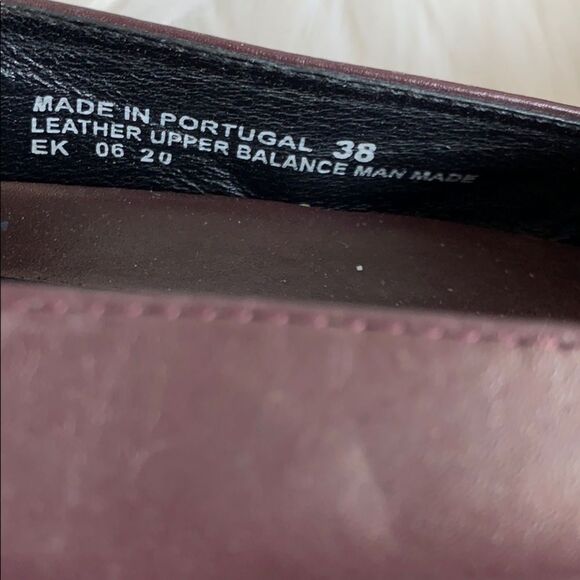 MADE IN PORTUGAL 38
LEATHER UPPER BALANCE MAN MADE
EK 06 20